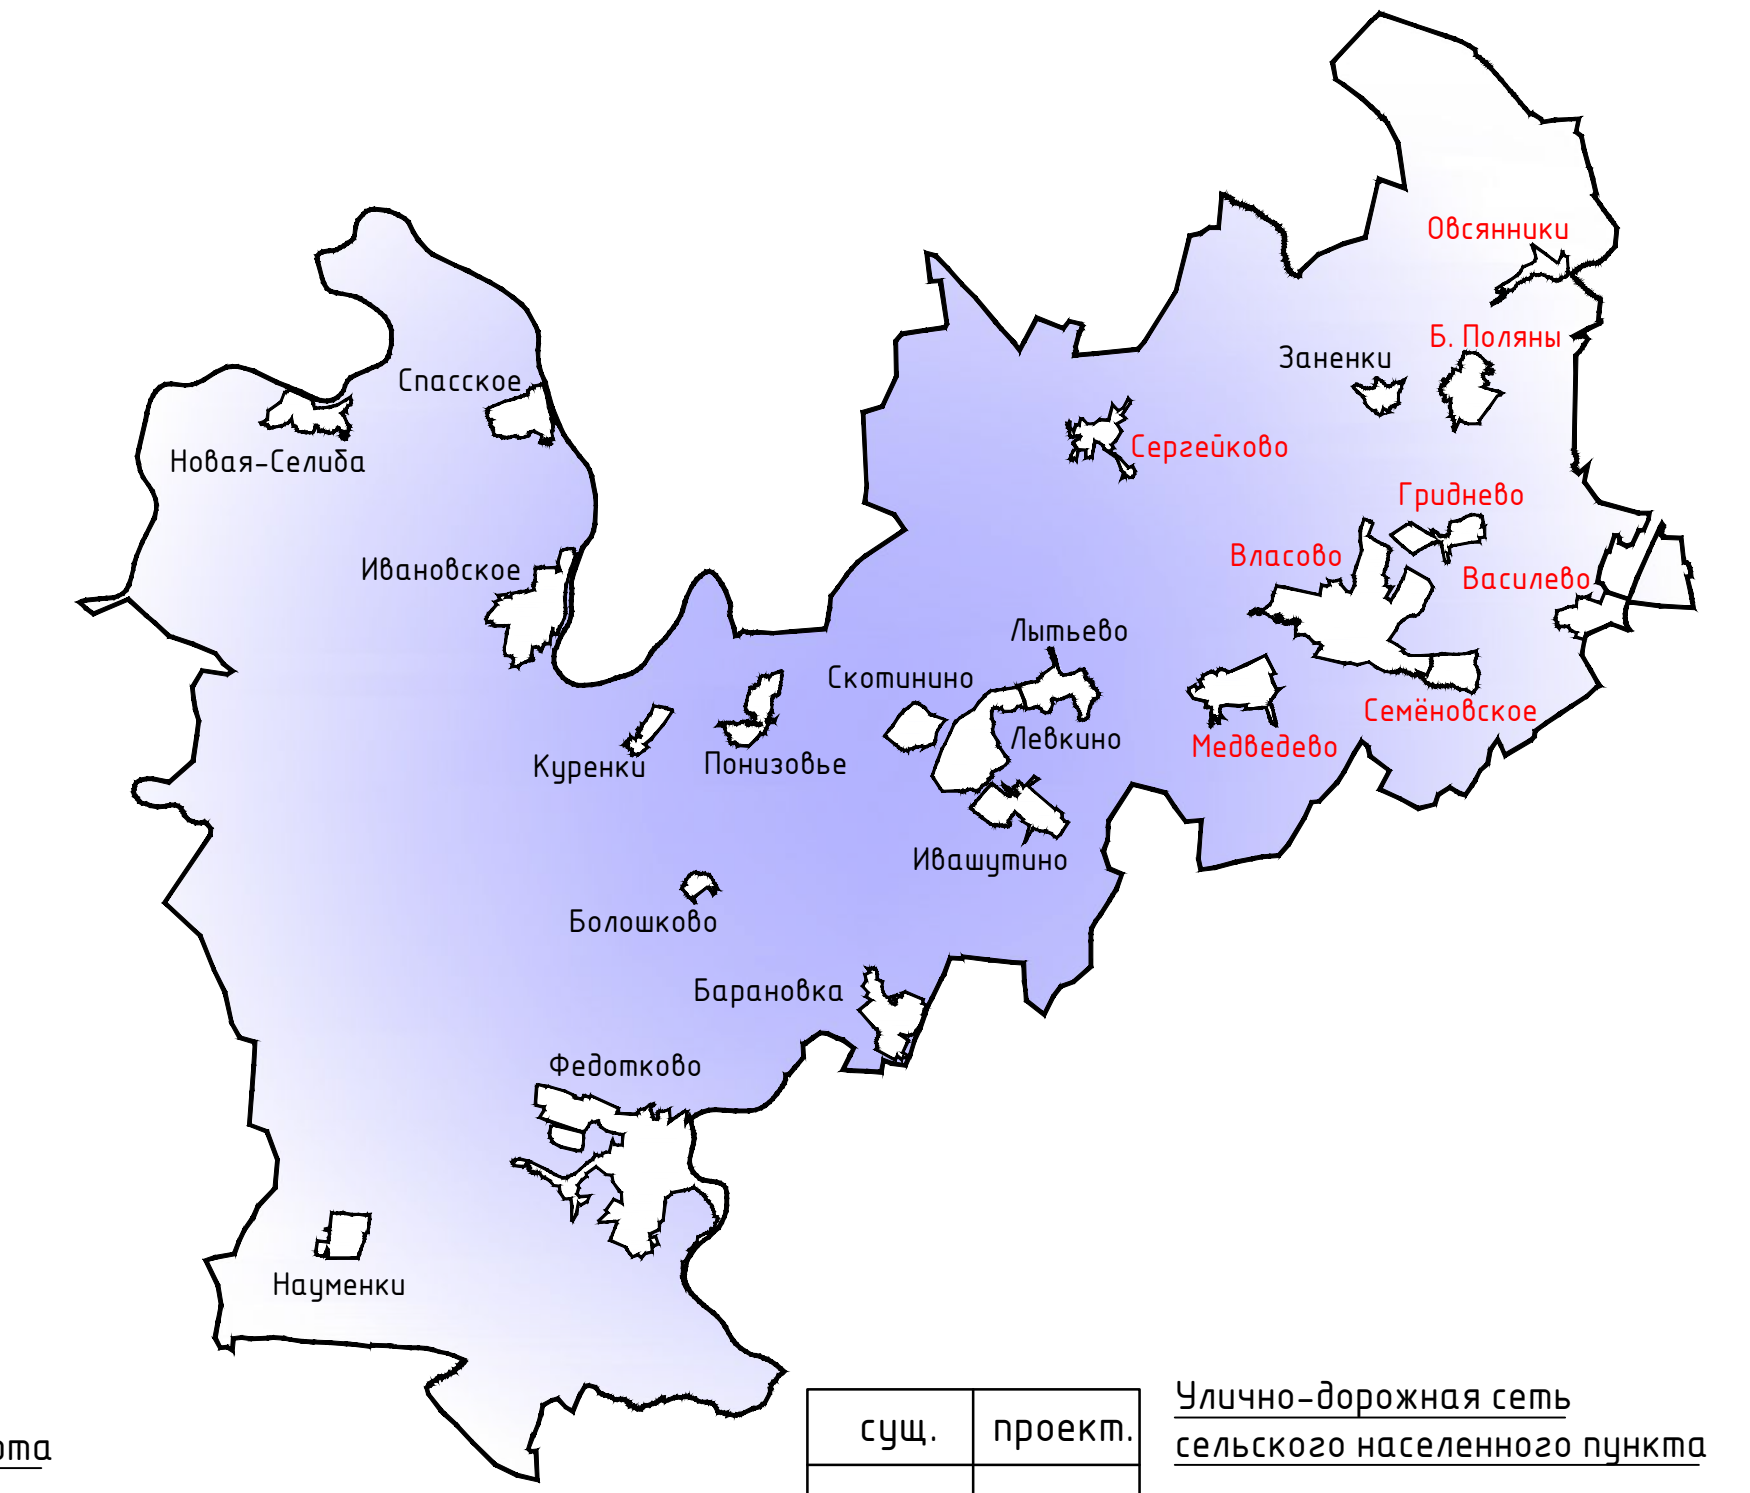 Овсянники
Б. Поляны
Заненки
Спасское
Сергейково
Новая-Селиба
Гриднево
Власово
Ивановское
Василево
Лытьево
Скотинино
Семёновское
Левкино
Медведево
Понизовье
Куренки
Ивашутино
Болошково
Барановка
Федотково
Науменки
Улично-дорожная сеть
сущ. проект.
сельского населенного пункта